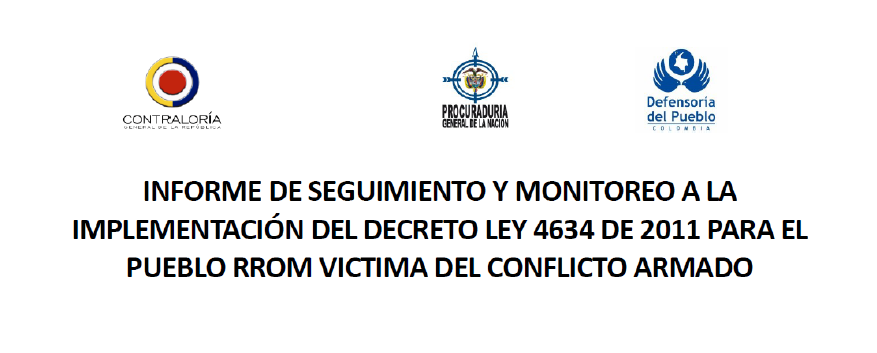 CONTRALORÍA
GENERAL DE LA REPÚBLICA
PROCURADURIA
GENERAL DE LA NACION
Defensoría
del Pueblo
COLOMBIA
INFORME DE SEGUIMIENTO Y MONITOREO A LA
IMPLEMENTACIÓN DEL DECRETO LEY 4634 DE 2011 PARA EL
PUEBLO RROM VICTIMA DEL CONFLICTO ARMADO